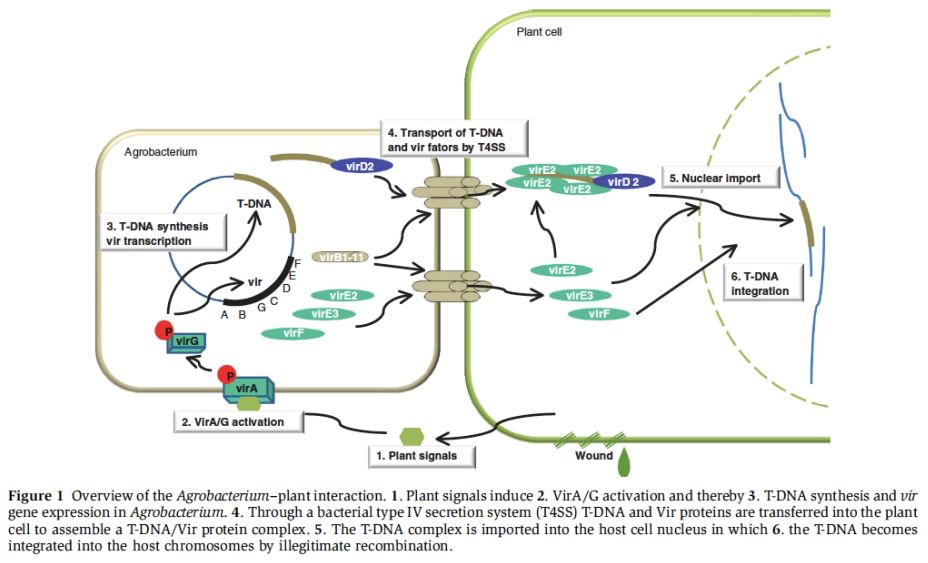 Plant cell
4. Transport of T-DNA
and vir fators by T4SS
Agrobacterium
virD2
virE2
virE2
virE2
virE2
virD 2
5. Nuclear import
T-DNA
3. T-DNA synthesis
vir transcription
virB1-11
vir
F
E
D
C
G
B
A
virE2
virE3
virF
virE2
virE3
virF
6. T-DNA
integration
P
virG
P
virA
2. VirA/G activation
1. Plant signals
Wound
Figure 1 Overview of the Agrobacterium–plant interaction. 1. Plant signals induce 2. VirA/G activation and thereby 3. T-DNA synthesis and vir
gene expression in Agrobacterium. 4. Through a bacterial type IV secretion system (T4SS) T-DNA and Vir proteins are transferred into the plant
cell to assemble a T-DNA/Vir protein complex. 5. The T-DNA complex is imported into the host cell nucleus in which 6. the T-DNA becomes
integrated into the host chromosomes by illegitimate recombination.